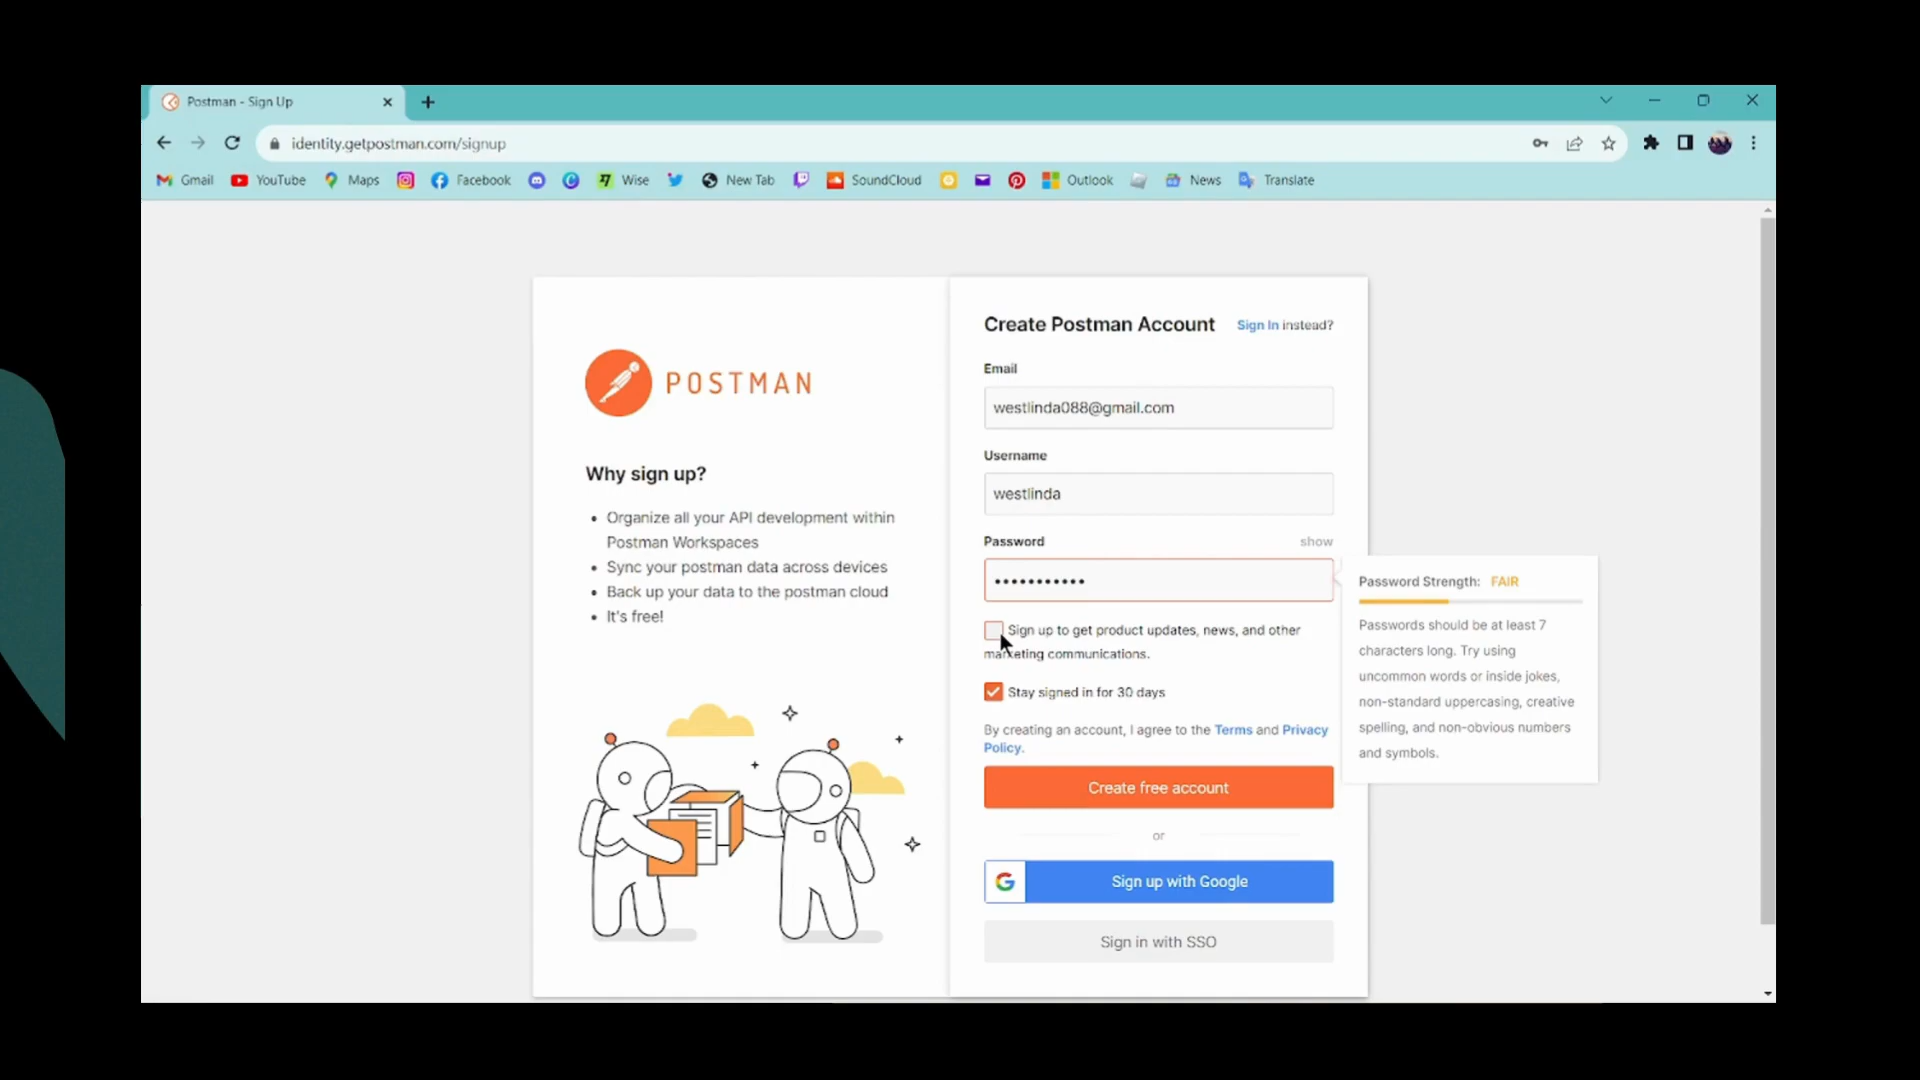 Postman - Sign Up
identity.getpostman.com/signup
Gmail YouTube Maps Facebook Wise New Tab SoundCloud Outlook News Translate
POSTMAN
Why sign up?
• Organize all your API development within
Postman Workspaces
• Sync your postman data across devices
• Back up your data to the postman cloud
• It's free!
Create Postman Account Sign In instead?
Email
westlinda088@gmail.com
Username
westlinda
Password show
•••••••••••
Sign up to get product updates, news, and other
marketing communications.
Stay signed in for 30 days
By creating an account, I agree to the Terms and Privacy
Policy.
Create free account
or
Sign up with Google
Sign in with SSO
Password Strength: FAIR
Passwords should be at least 7
characters long. Try using
uncommon words or inside jokes,
non-standard uppercasing, creative
spelling, and non-obvious numbers
and symbols.